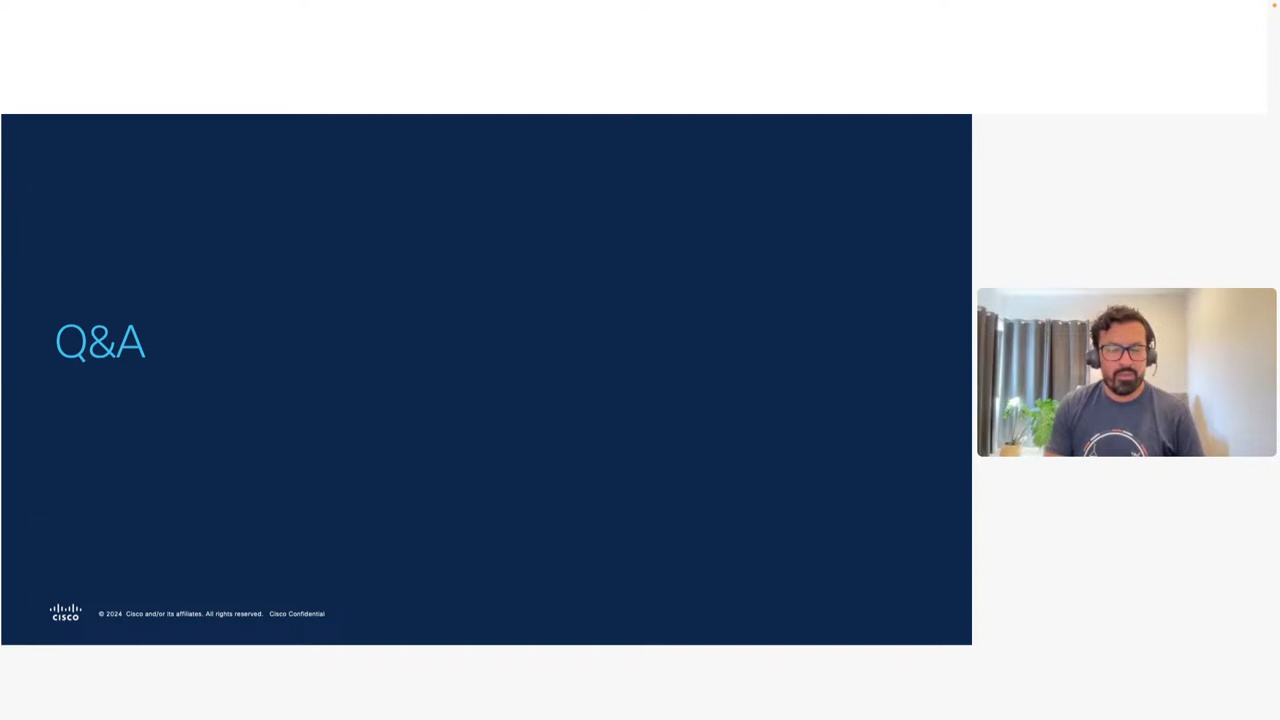 Q&A
CISCO
© 2024 Cisco and/or its affiliates. All rights reserved. Cisco Confidential